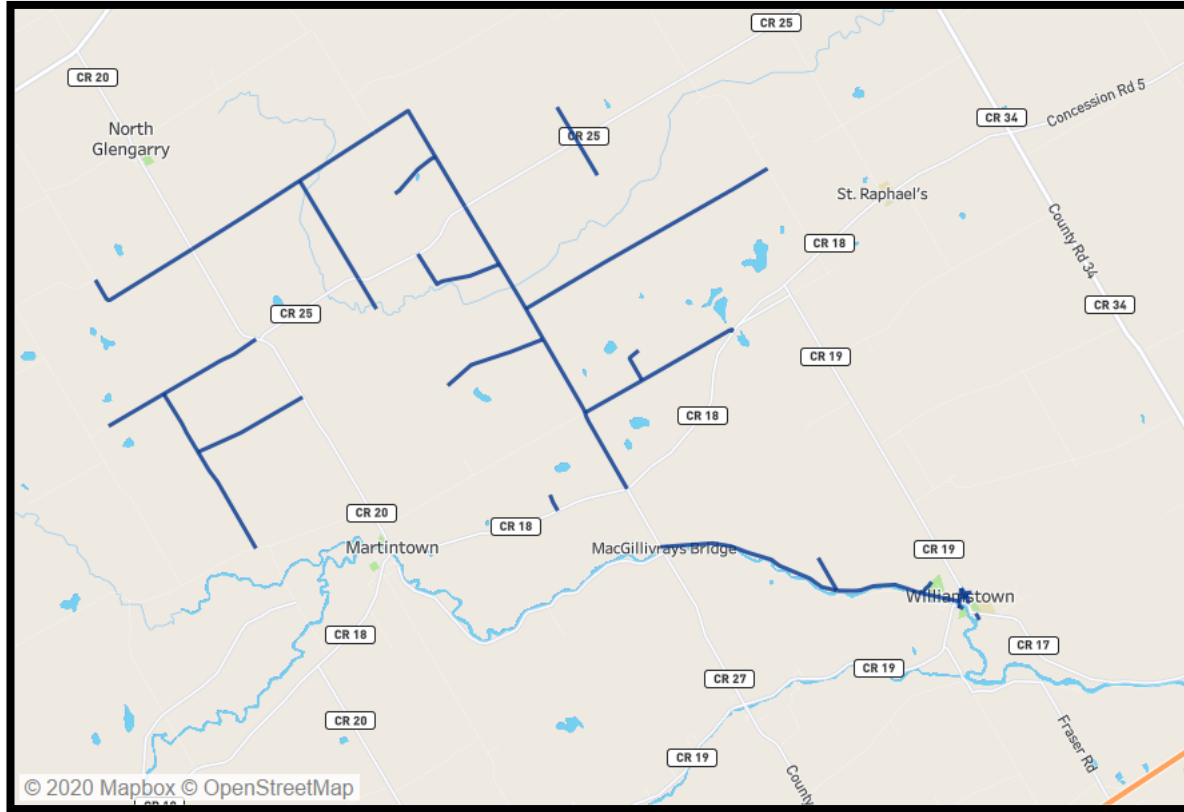 CR 25
CR 20
North
Glengarry
CR 25
CR 34
Concession Rd 5
St. Raphael's
CR 18
County Rd 34
CR 34
CR 25
CR 19
CR 18
CR 20
CR 18
Martintown
MacGillivrays Bridge
CR 19
Williamstown
CR 18
CR 17
CR 19
CR 27
CR 20
Fraser Rd
CR 19
County
© 2020 Mapbox © OpenStreetMap